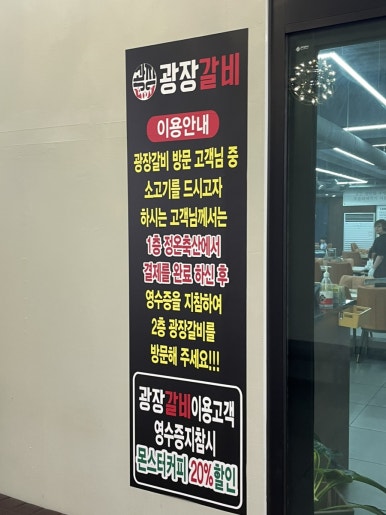 광장갈비
이용안내
광장갈비 방문 고객님 중
소고기를 드시고자
하시는 고객님께서는
1층 정온축산에서
결제를 완료 하신 후
영수증을 지참하여
2층 광장갈비를
방문해 주세요!!!
광장갈비이용고객
영수증지참시
몬스터커피 20%할인